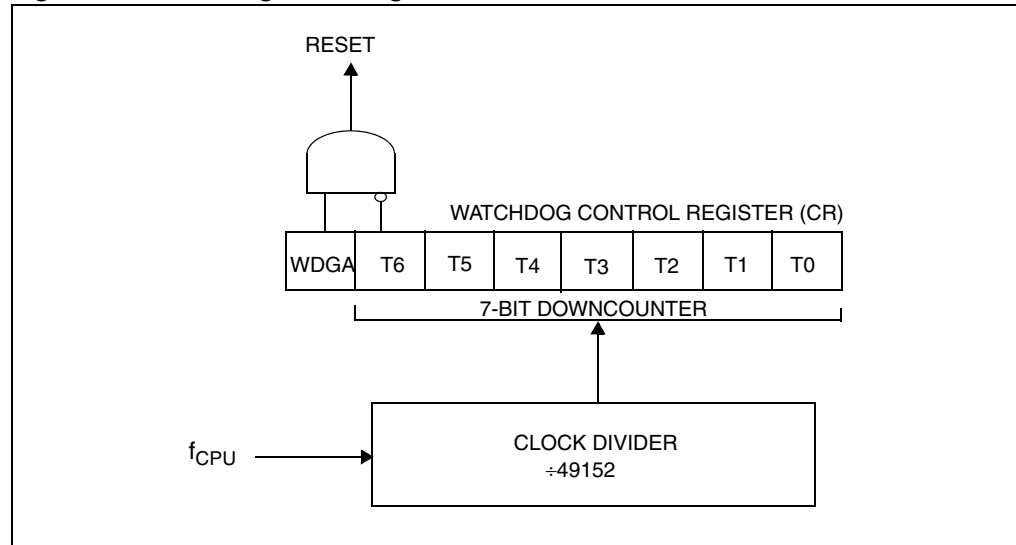 RESET
WATCHDOG CONTROL REGISTER (CR)
WDGA T6 T5 T4 T3 T2 T1 T0
7-BIT DOWNCOUNTER
fCPU
CLOCK DIVIDER
÷49152